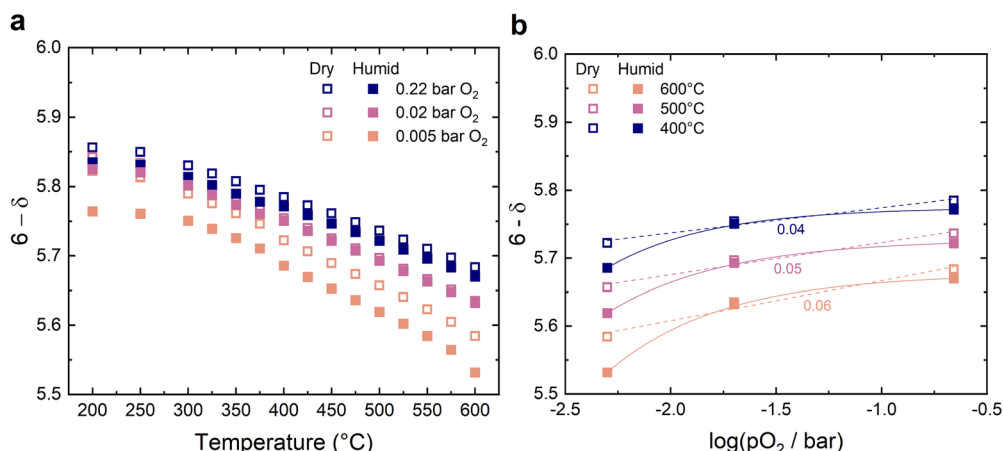 a
6.0
5.9
5.8
5.7
5.6
5.5
6 – δ
Dry Humid
0.22 bar O₂
0.02 bar O₂
0.005 bar O₂
200 250 300 350 400 450 500 550 600
Temperature (°C)
b
6.0
5.9
5.8
5.7
5.6
5.5
6 - δ
Dry Humid
600°C
500°C
400°C
0.04
0.05
0.06
-2.5 -2.0 -1.5 -1.0 -0.5
log(pO₂ / bar)